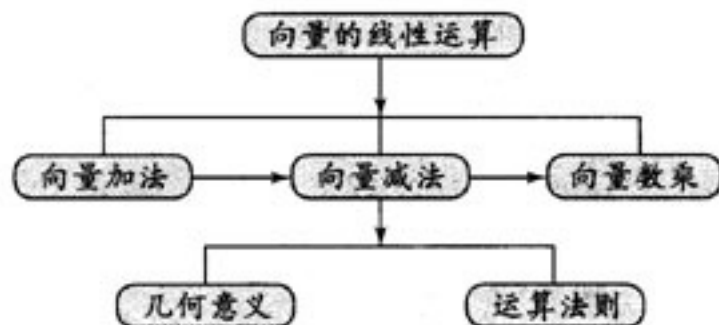 向量的线性运算
向量加法
向量减法
向量数乘
几何意义
运算法则